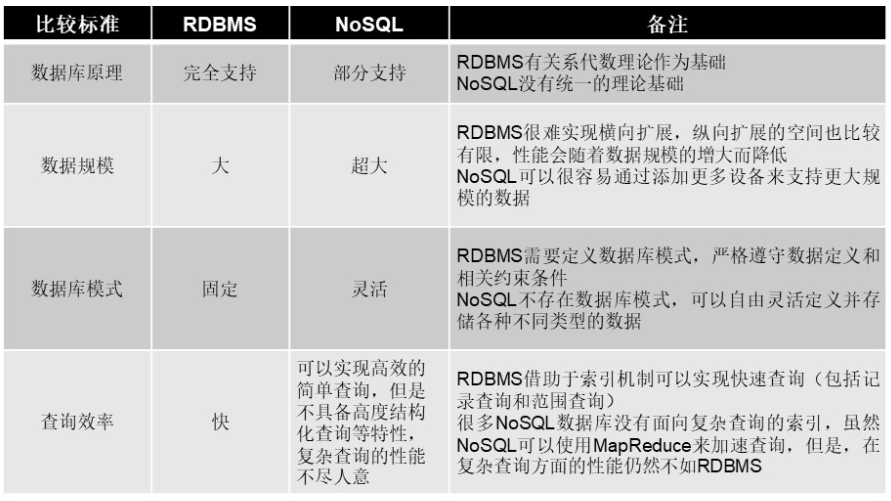 比较标准 RDBMS NoSQL 备注
数据库原理 完全支持 部分支持 RDBMS有关系代数理论作为基础
NoSQL没有统一的理论基础
数据规模 大 超大 RDBMS很难实现横向扩展，纵向扩展的空间也比较
有限，性能会随着数据规模的增大而降低
NoSQL可以很容易通过添加更多设备来支持更大规
模的数据
数据库模式 固定 灵活 RDBMS需要定义数据库模式，严格遵守数据定义和
相关约束条件
NoSQL不存在数据库模式，可以自由灵活定义并存
储各种不同类型的数据
查询效率 快
可以实现高效的
简单查询，但是
不具备高度结构
化查询等特性，
复杂查询的性能
不尽人意
RDBMS借助于索引机制可以实现快速查询（包括记
录查询和范围查询）
很多NoSQL数据库没有面向复杂查询的索引，虽然
NoSQL可以使用MapReduce来加速查询，但是，在
复杂查询方面的性能仍然不如RDBMS